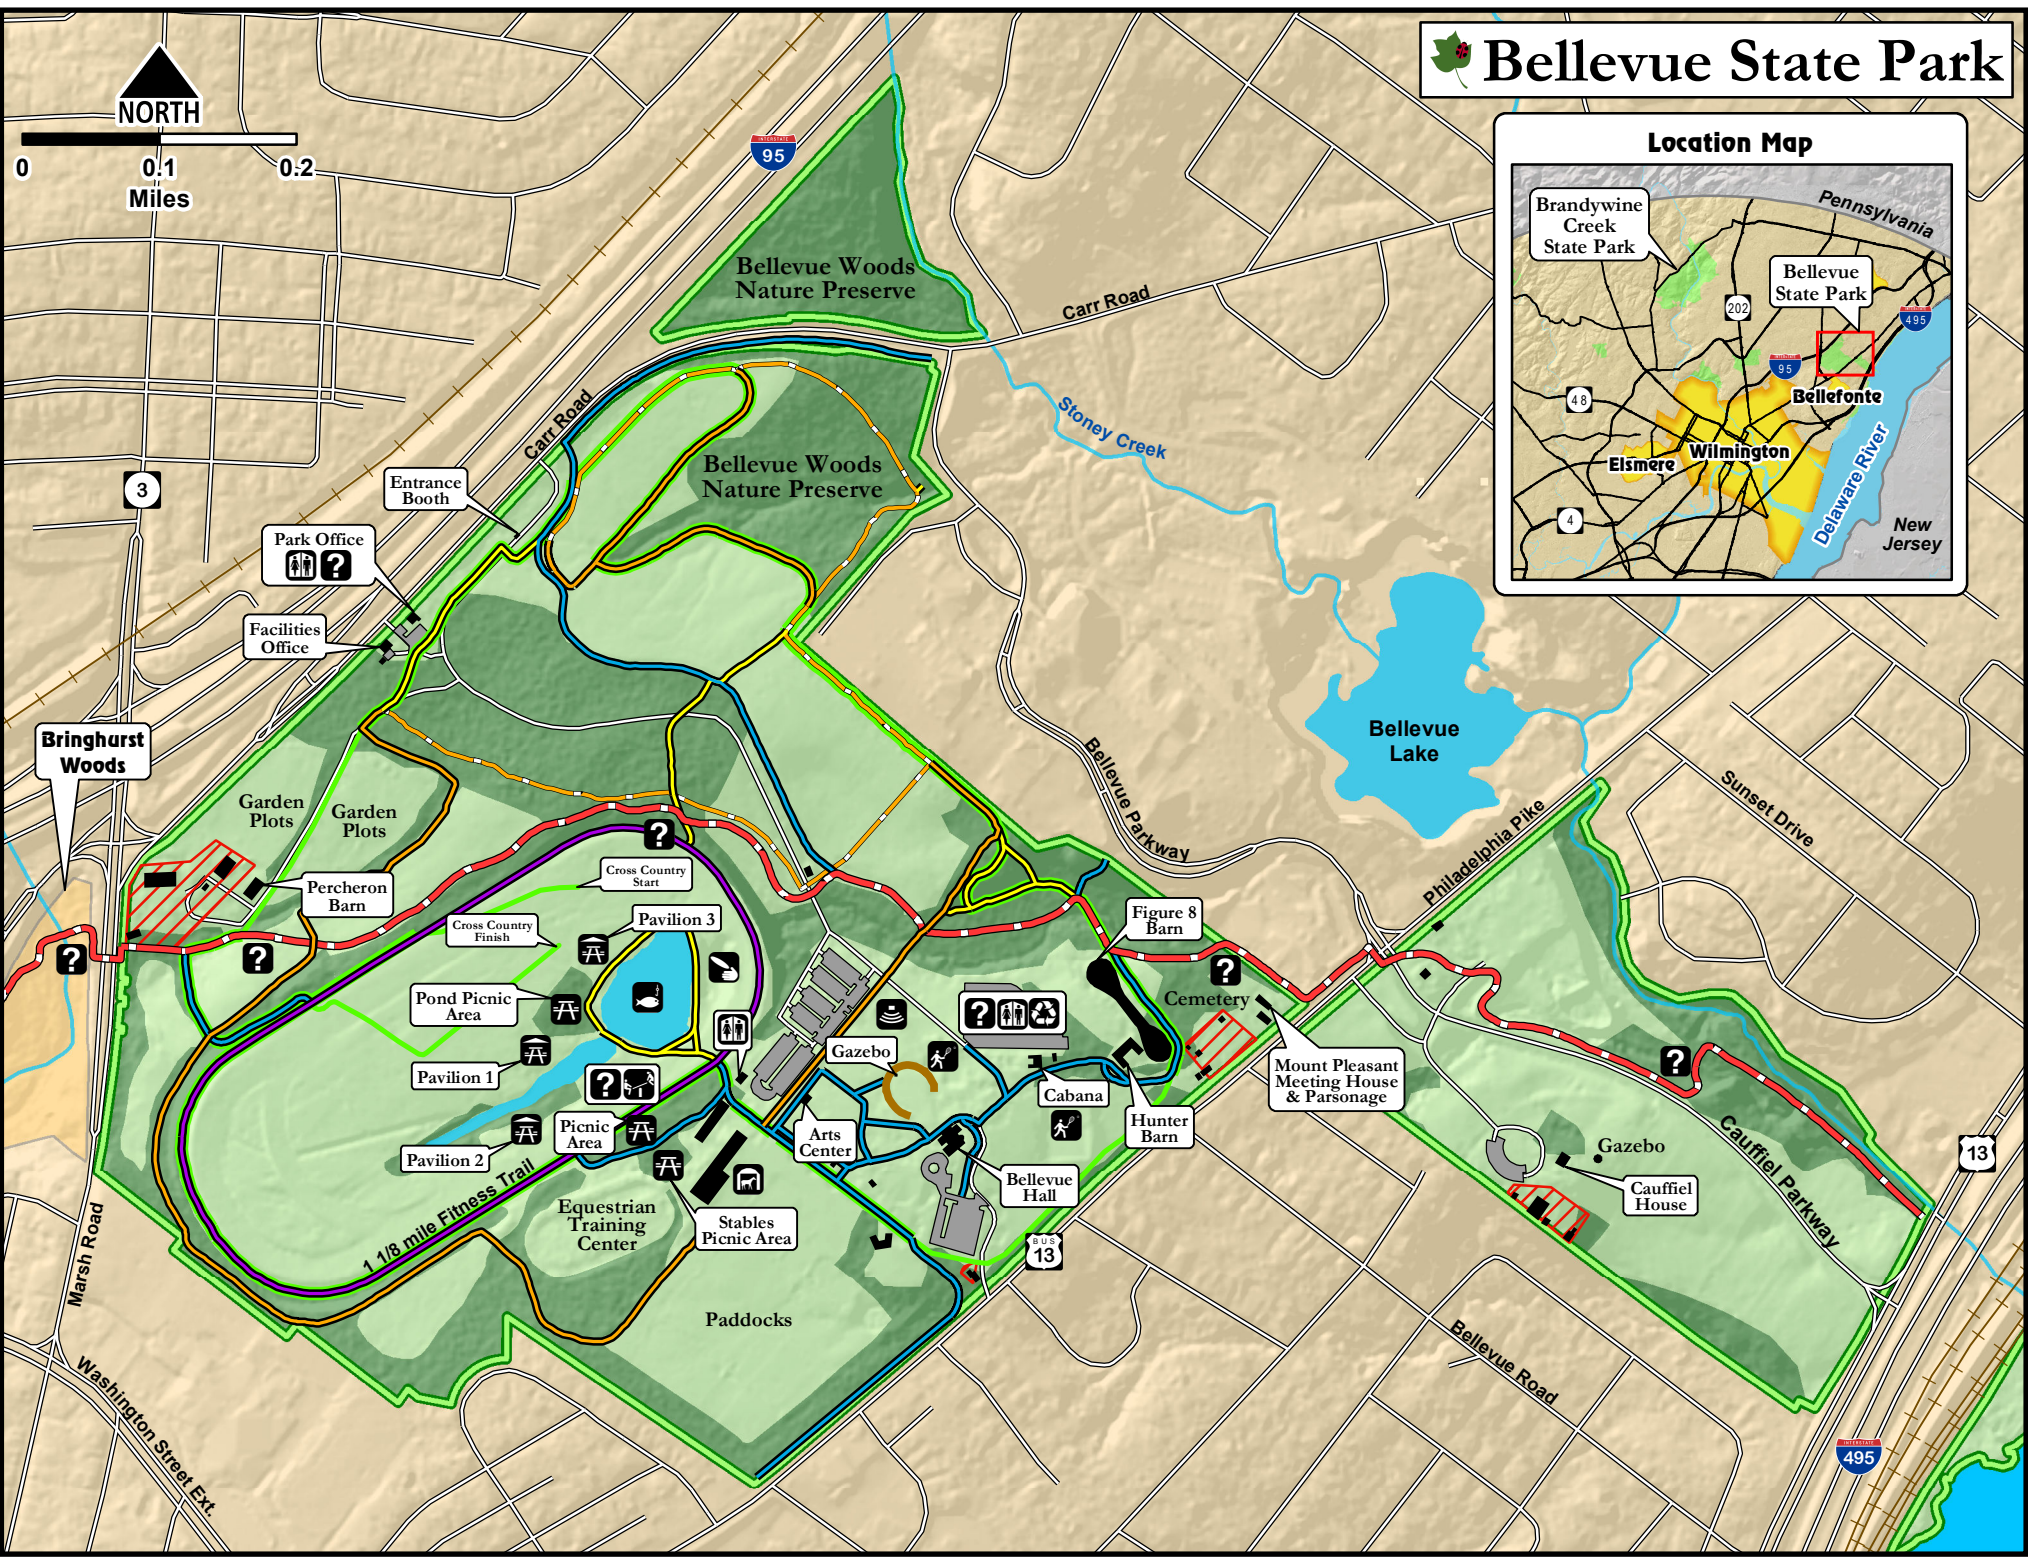 Bellevue State Park
NORTH
0
0.1
0.2
Miles
INTERSTATE
95
Location Map
Brandywine
Creek
State Park
Pennsylvania
Bellevue
State Park
202
INTERSTATE
495
INTERSTATE
95
48
Bellefonte
Wilmington
Elsmere
Delaware River
4
New
Jersey
Bellevue Woods
Nature Preserve
Carr Road
Carr Road
Stoney Creek
Bellevue Woods
Nature Preserve
Entrance
Booth
3
Park Office
?
Facilities
Office
Bringhurst
Woods
Bellevue
Lake
Bellevue Parkway
Philadelphia Pike
Sunset Drive
Garden
Plots
Garden
Plots
?
Cross Country
Start
Percheron
Barn
Cross Country
Finish
Pavilion 3
Figure 8
Barn
?
?
?
Cemetery
Pond Picnic
Area
?
Gazebo
Pavilion 1
Mount Pleasant
Meeting House
& Parsonage
?
?
Cabana
Hunter
Barn
Picnic
Area
Arts
Center
Pavilion 2
Cauffiel Parkway
Gazebo
13
Bellevue
Hall
Cauffiel
House
1 1/8 mile Fitness Trail
Equestrian
Training
Center
Stables
Picnic Area
BUS
13
Marsh Road
Paddocks
Bellevue Road
Washington Street Ext.
INTERSTATE
495